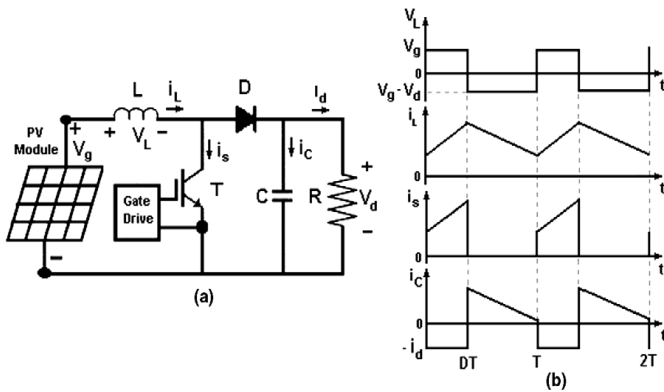 L
i_L
D
I_d
PV
Module
+
V_g
+ V_L −
i_s
i_C
+
T
Gate
Drive
C
R
V_d
−
−
(a)
V_L
V_g
0
t
V_g - V_d
i_L
t
i_s
0
t
i_C
0
t
- i_d
DT
T
2T
(b)